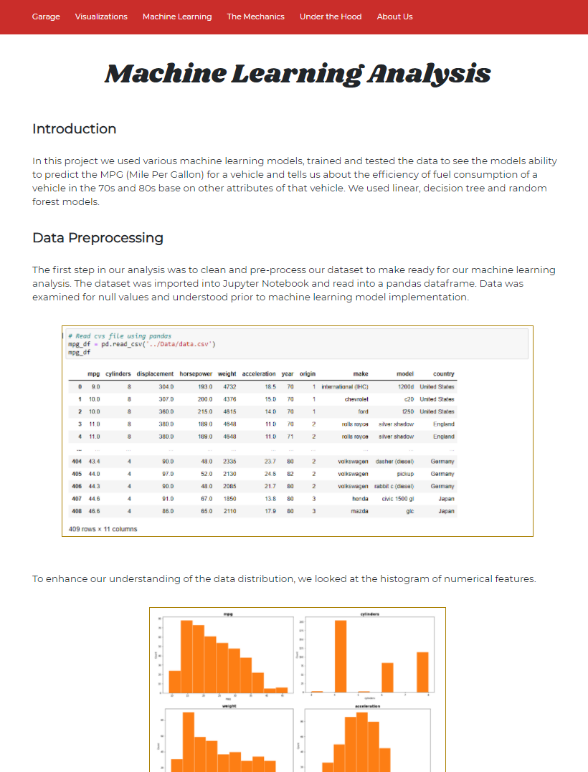 Garage Visualizations Machine Learning The Mechanics Under the Hood About Us
Machine Learning Analysis
Introduction
In this project we used various machine learning models, trained and tested the data to see the models ability
to predict the MPG (Mile Per Gallon) for a vehicle and tells us about the efficiency of fuel consumption of a
vehicle in the 70s and 80s base on other attributes of that vehicle. We used linear, decision tree and random
forest models.
Data Preprocessing
The first step in our analysis was to clean and pre-process our dataset to make ready for our machine learning
analysis. The dataset was imported into Jupyter Notebook and read into a pandas dataframe. Data was
examined for null values and understood prior to machine learning model implementation.
# Read cvs file using pandas
mpg_df = pd.read_csv('../Data/data.csv')
mpg_df
mpg cylinders displacement horsepower weight acceleration year origin make model country
0 9.0 8 304.0 193.0 4732 18.5 70 1 international (IHC) 1200d United States
1 10.0 8 307.0 200.0 4376 15.0 70 1 chevrolet c20 United States
2 10.0 8 360.0 215.0 4615 14.0 70 1 ford f250 United States
3 11.0 8 380.0 189.0 4648 11.0 70 2 rolls royce silver shadow England
4 11.0 8 380.0 189.0 4648 11.0 71 2 rolls royce silver shadow England
... ... ... ... ... ... ... ... ... ... ... ...
404 43.4 4 90.0 48.0 2335 23.7 80 2 volkswagen dasher (diesel) Germany
405 44.0 4 97.0 52.0 2130 24.6 82 2 volkswagen pickup Germany
406 44.3 4 90.0 48.0 2085 21.7 80 2 volkswagen rabbit c (diesel) Germany
407 44.6 4 91.0 67.0 1850 13.8 80 3 honda civic 1500 gl Japan
408 46.6 4 86.0 65.0 2110 17.9 80 3 mazda glc Japan
409 rows × 11 columns
To enhance our understanding of the data distribution, we looked at the histogram of numerical features.
mpg cylinders
weight acceleration